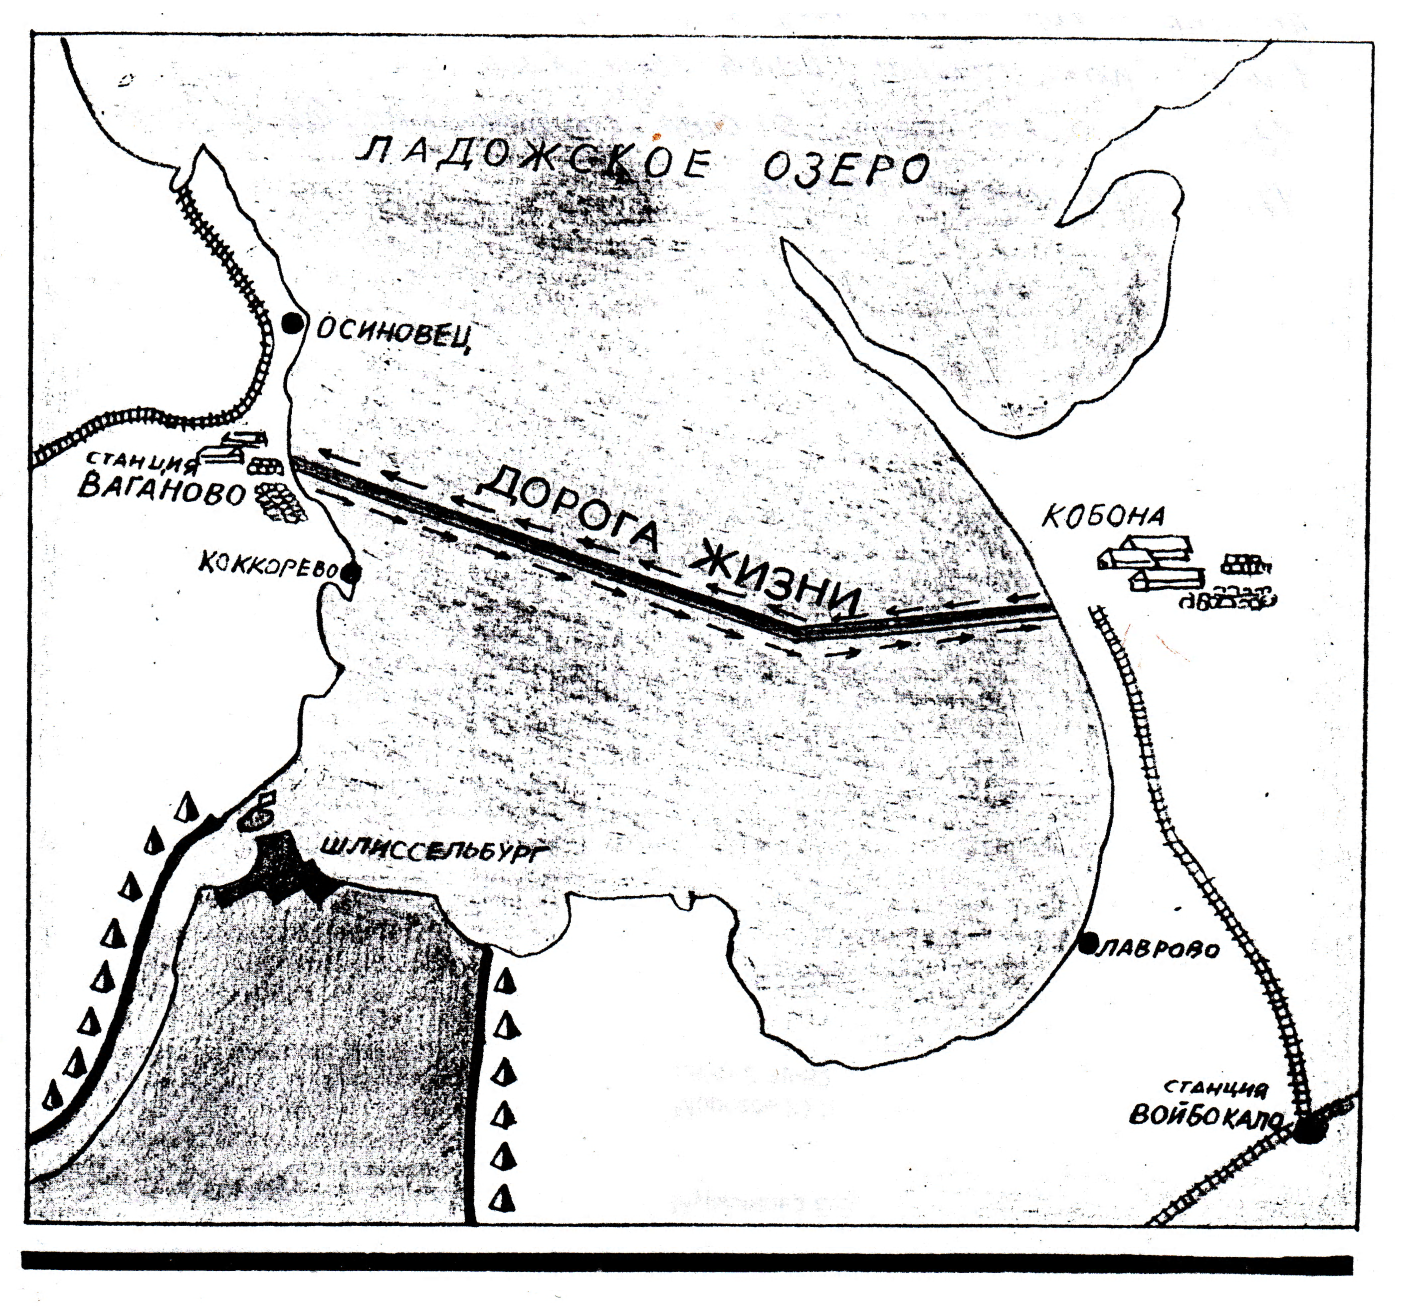 ЛАДОЖСКОЕ ОЗЕРО
ОСИНОВЕЦ
СТАНЦИЯ
ВАГАНОВО
ДОРОГА ЖИЗНИ
КОБОНА
КОККОРЕВО
ШЛИССЕЛЬБУРГ
ЛАВРОВО
СТАНЦИЯ
ВОЙБОКАЛО